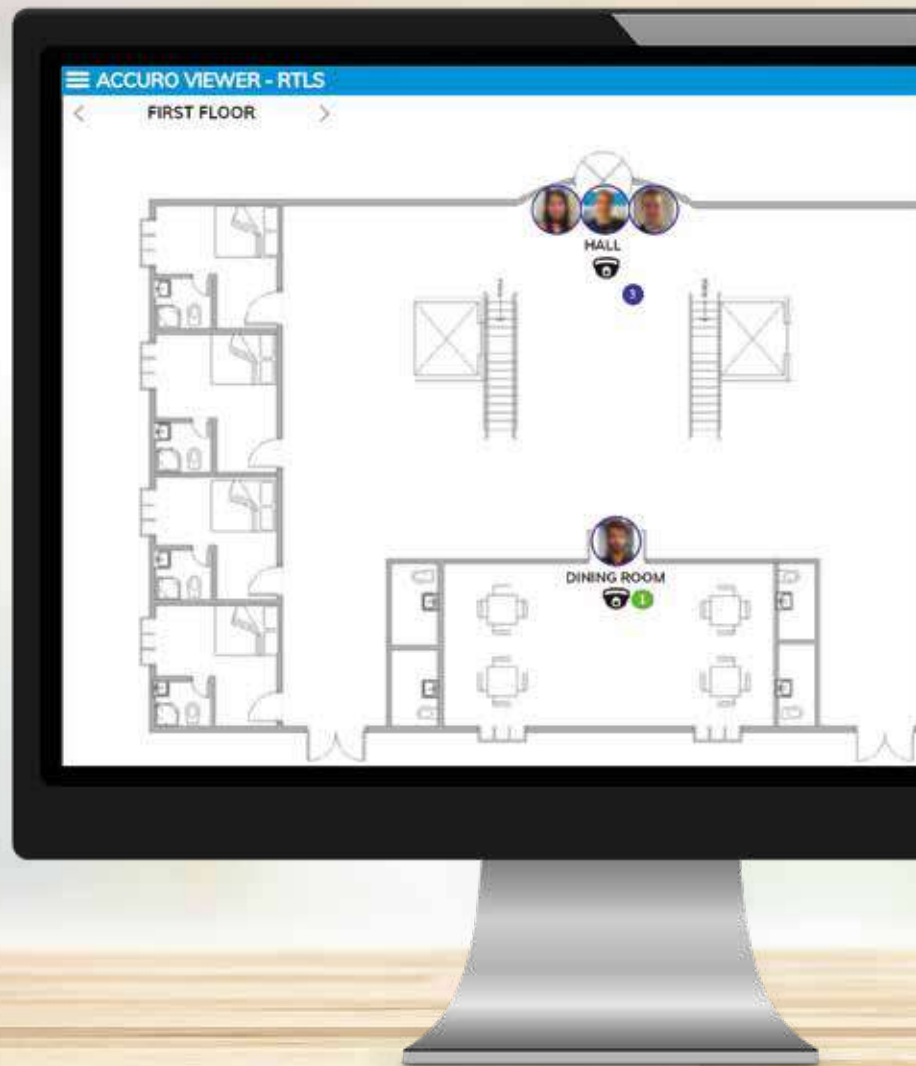 ACCURO VIEWER - RTLS
FIRST FLOOR
HALL
3
DINING ROOM
1